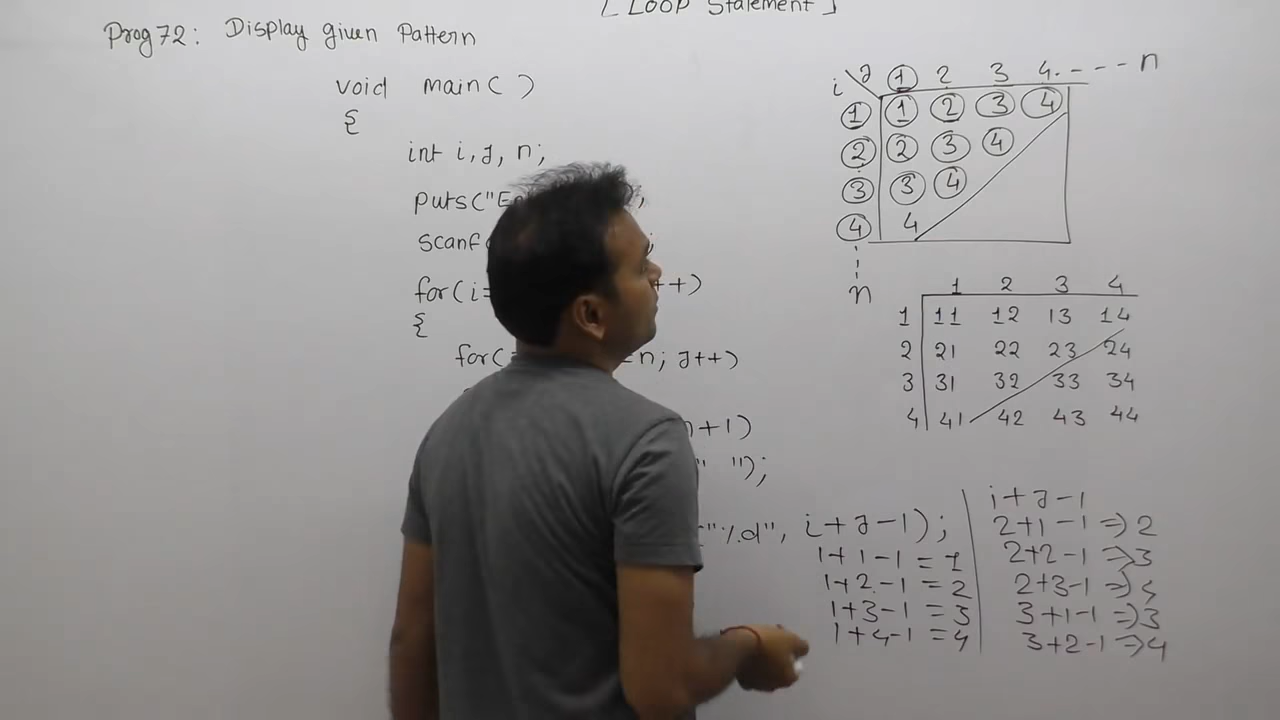 [ Loop Statement ]
Prog 72: Display given Pattern
void main( )
{
int i, J, n;
puts("
scanf
for(i= ++)
{
for( =n; J++)
n+1)
" ");
"%d", i+J-1);
i J 1 2 3 4 - - - n
1 1 2 3 4
2 2 3 4
3 3 4
4 4
n
1 2 3 4
1 11 12 13 14
2 21 22 23 24
3 31 32 33 34
4 41 42 43 44
1+1-1 = 1
1+2-1 = 2
1+3-1 = 3
1+4-1 = 4
i+J-1
2+1-1 => 2
2+2-1 => 3
2+3-1 => 4
3+1-1 => 3
3+2-1 => 4